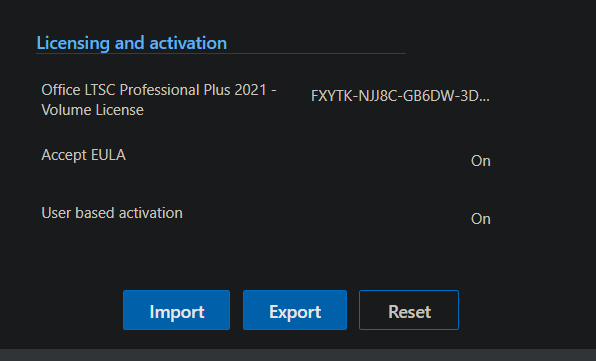 Licensing and activation
Office LTSC Professional Plus 2021 -
Volume License
FXYTK-NJJ8C-GB6DW-3D...
Accept EULA
On
User based activation
On
Import
Export
Reset